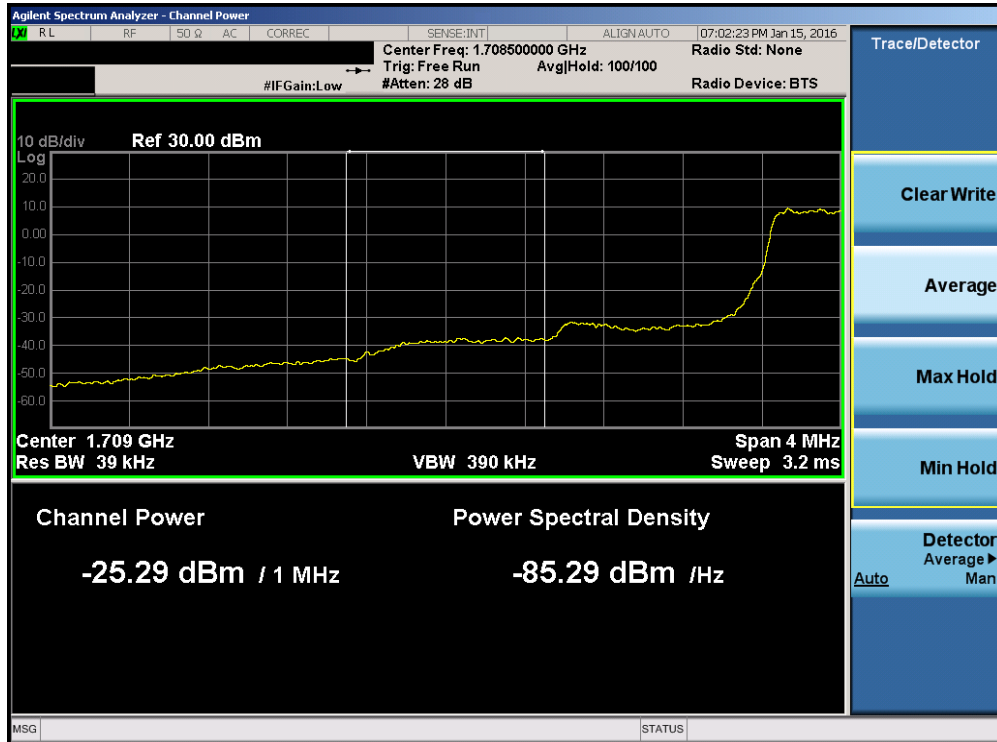 Agilent Spectrum Analyzer - Channel Power
LXI RL RF 50 Ω AC CORREC SENSE:INT ALIGN AUTO 07:02:23 PM Jan 15, 2016
Center Freq: 1.708500000 GHz Radio Std: None
Trig: Free Run Avg|Hold: 100/100
#IFGain:Low #Atten: 28 dB Radio Device: BTS
Trace/Detector
10 dB/div Ref 30.00 dBm
Log
20.0
10.0
0.00
-10.0
-20.0
-30.0
-40.0
-50.0
-60.0
Center 1.709 GHz Span 4 MHz
Res BW 39 kHz VBW 390 kHz Sweep 3.2 ms
Channel Power Power Spectral Density
-25.29 dBm / 1 MHz -85.29 dBm /Hz
Clear Write
Average
Max Hold
Min Hold
Detector
Average
Auto Man
MSG STATUS